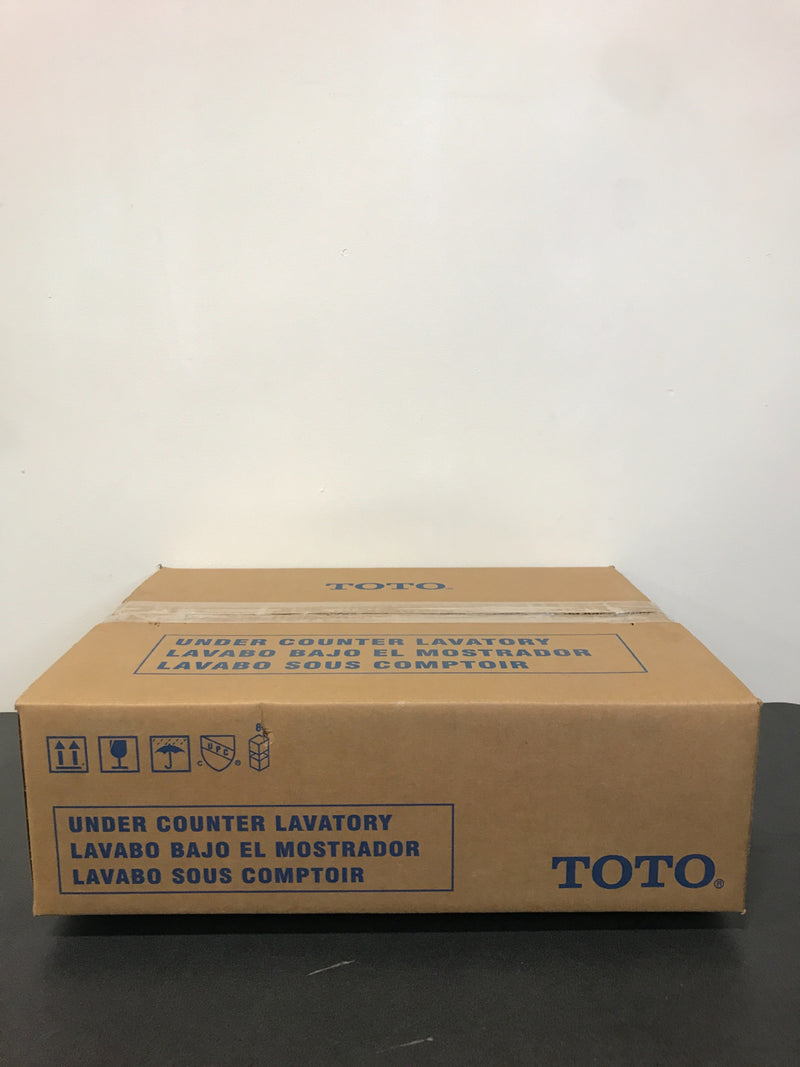 TOTO.
UNDER COUNTER LAVATORY
LAVABO BAJO EL MOSTRADOR
LAVABO SOUS COMPTOIR
8
C UPC ®
UNDER COUNTER LAVATORY
LAVABO BAJO EL MOSTRADOR
LAVABO SOUS COMPTOIR
TOTO®